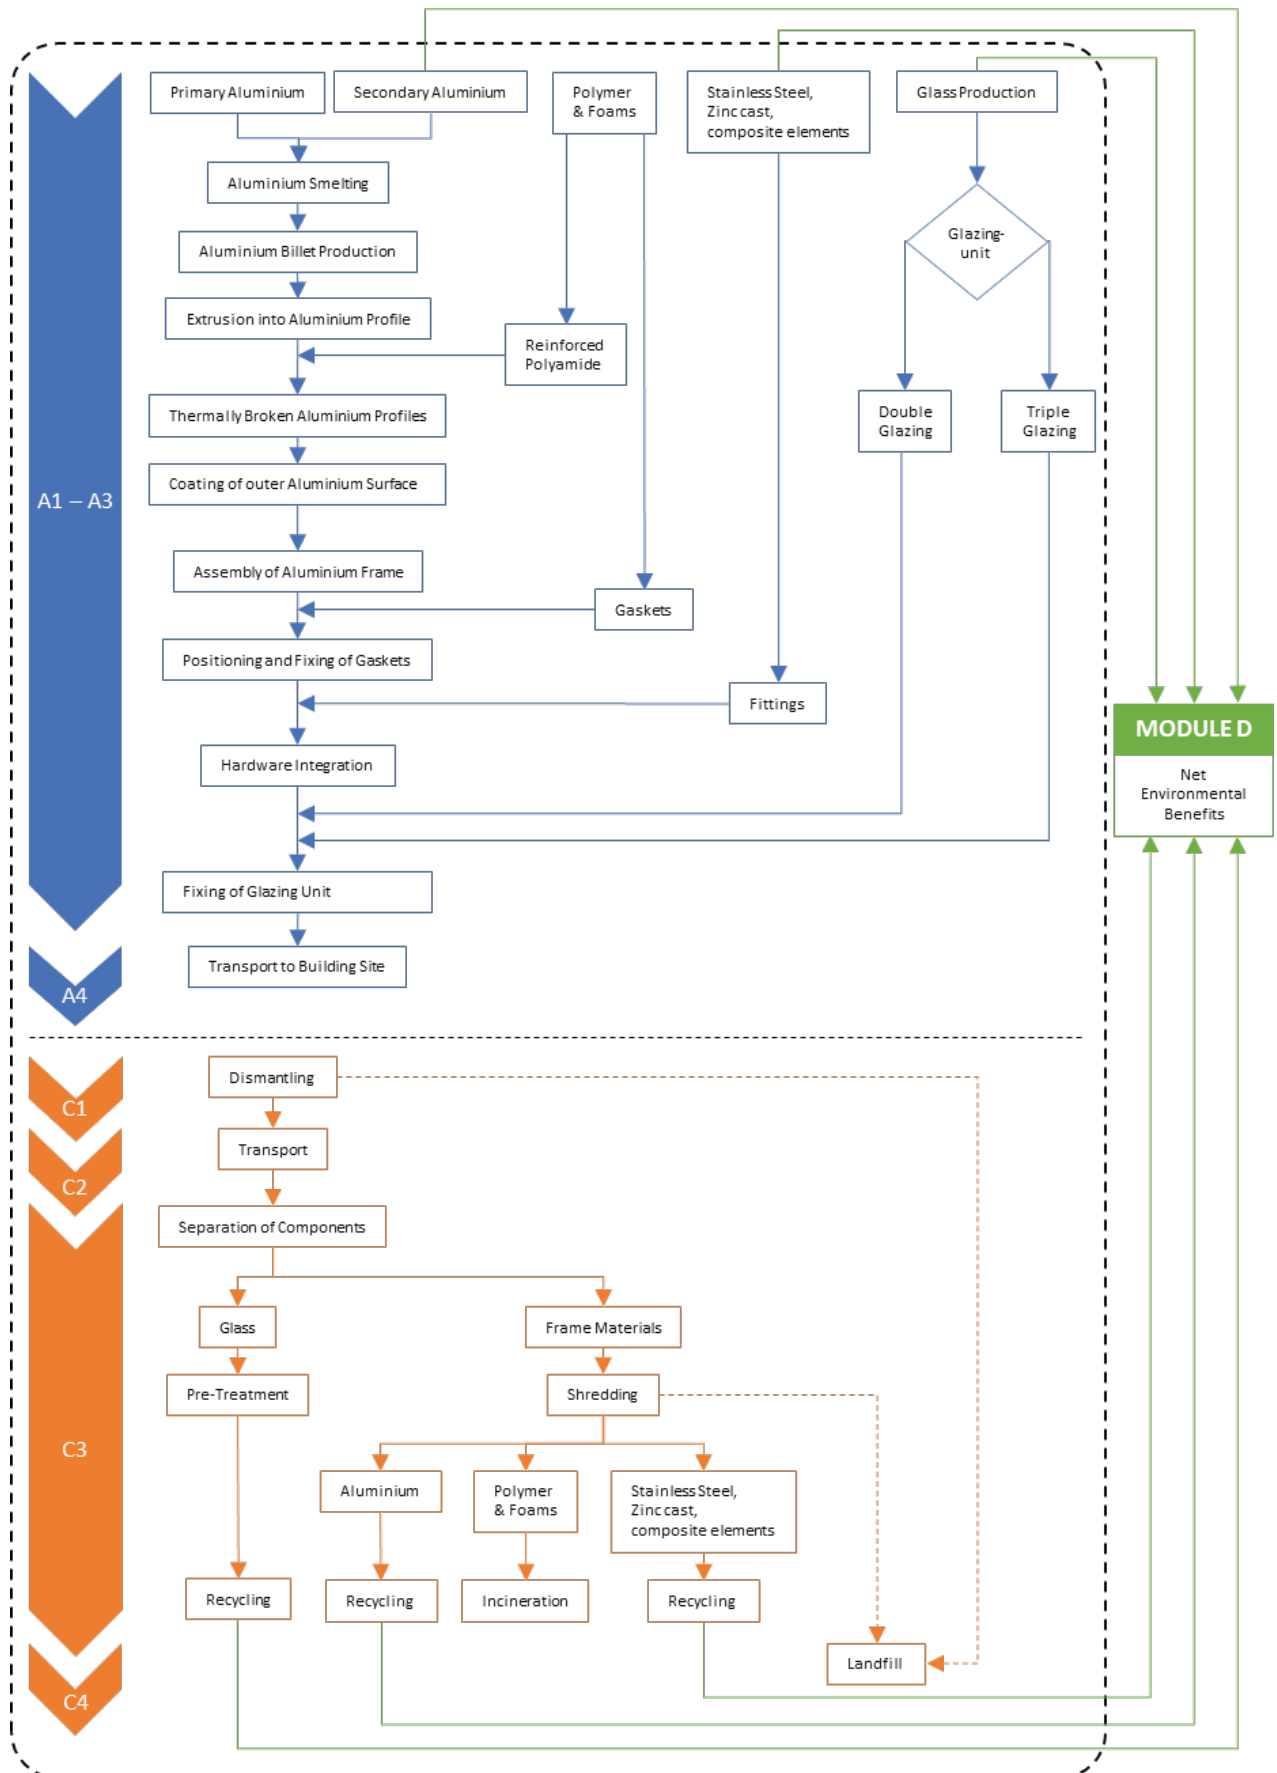 Primary Aluminium
Secondary Aluminium
Polymer
& Foams
Stainless Steel,
Zinc cast,
composite elements
Glass Production
Aluminium Smelting
Aluminium Billet Production
Glazing-
unit
Extrusion into Aluminium Profile
Reinforced
Polyamide
Thermally Broken Aluminium Profiles
Double
Glazing
Triple
Glazing
Coating of outer Aluminium Surface
A1 – A3
Assembly of Aluminium Frame
Gaskets
Positioning and Fixing of Gaskets
Fittings
MODULE D
Net
Environmental
Benefits
Hardware Integration
Fixing of Glazing Unit
Transport to Building Site
A4
Dismantling
C1
Transport
C2
Separation of Components
Glass
Frame Materials
Pre-Treatment
Shredding
C3
Aluminium
Polymer
& Foams
Stainless Steel,
Zinc cast,
composite elements
Recycling
Recycling
Incineration
Recycling
Landfill
C4